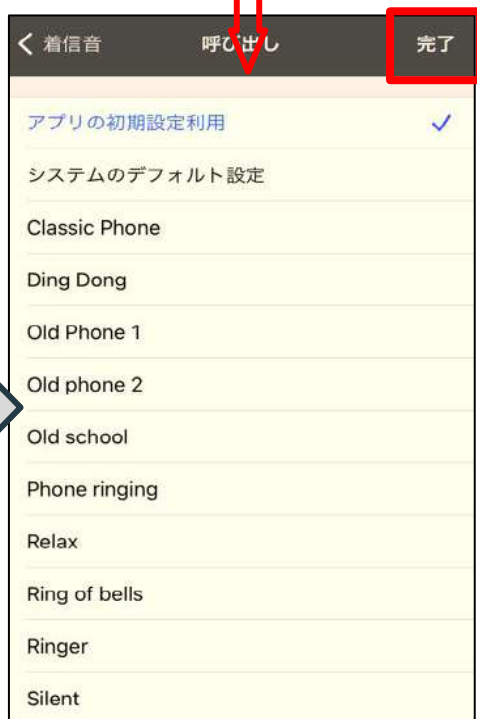 着信音 呼び出し 完了
アプリの初期設定利用
システムのデフォルト設定
Classic Phone
Ding Dong
Old Phone 1
Old phone 2
Old school
Phone ringing
Relax
Ring of bells
Ringer
Silent